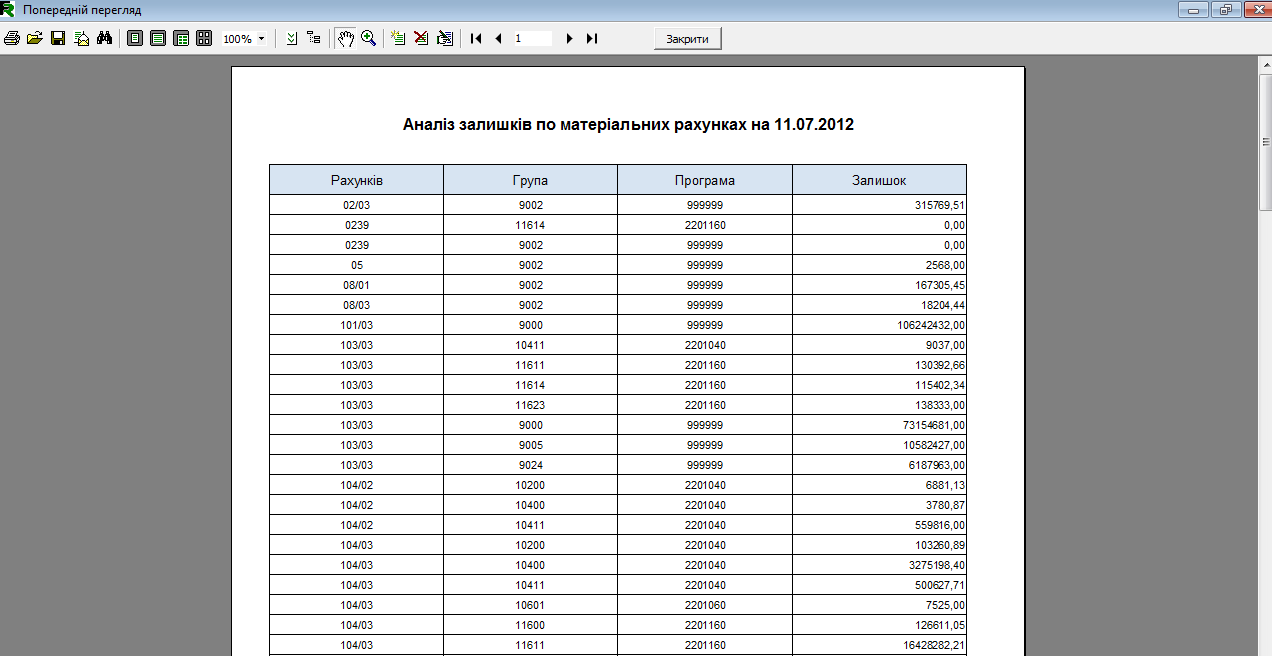 Попередній перегляд
100% 1 Закрити
Аналіз залишків по матеріальних рахунках на 11.07.2012
Рахунків Група Програма Залишок
02/03 9002 999999 315769,51
0239 11614 2201160 0,00
0239 9002 999999 0,00
05 9002 999999 2568,00
08/01 9002 999999 167305,45
08/03 9002 999999 18204,44
101/03 9000 999999 106242432,00
103/03 10411 2201040 9037,00
103/03 11611 2201160 130392,66
103/03 11614 2201160 115402,34
103/03 11623 2201160 138333,00
103/03 9000 999999 73154681,00
103/03 9005 999999 10582427,00
103/03 9024 999999 6187963,00
104/02 10200 2201040 6881,13
104/02 10400 2201040 3780,87
104/02 10411 2201040 559816,00
104/03 10200 2201040 103260,89
104/03 10400 2201040 3275198,40
104/03 10411 2201040 500627,71
104/03 10601 2201060 7525,00
104/03 11600 2201160 126611,05
104/03 11611 2201160 16428282,21